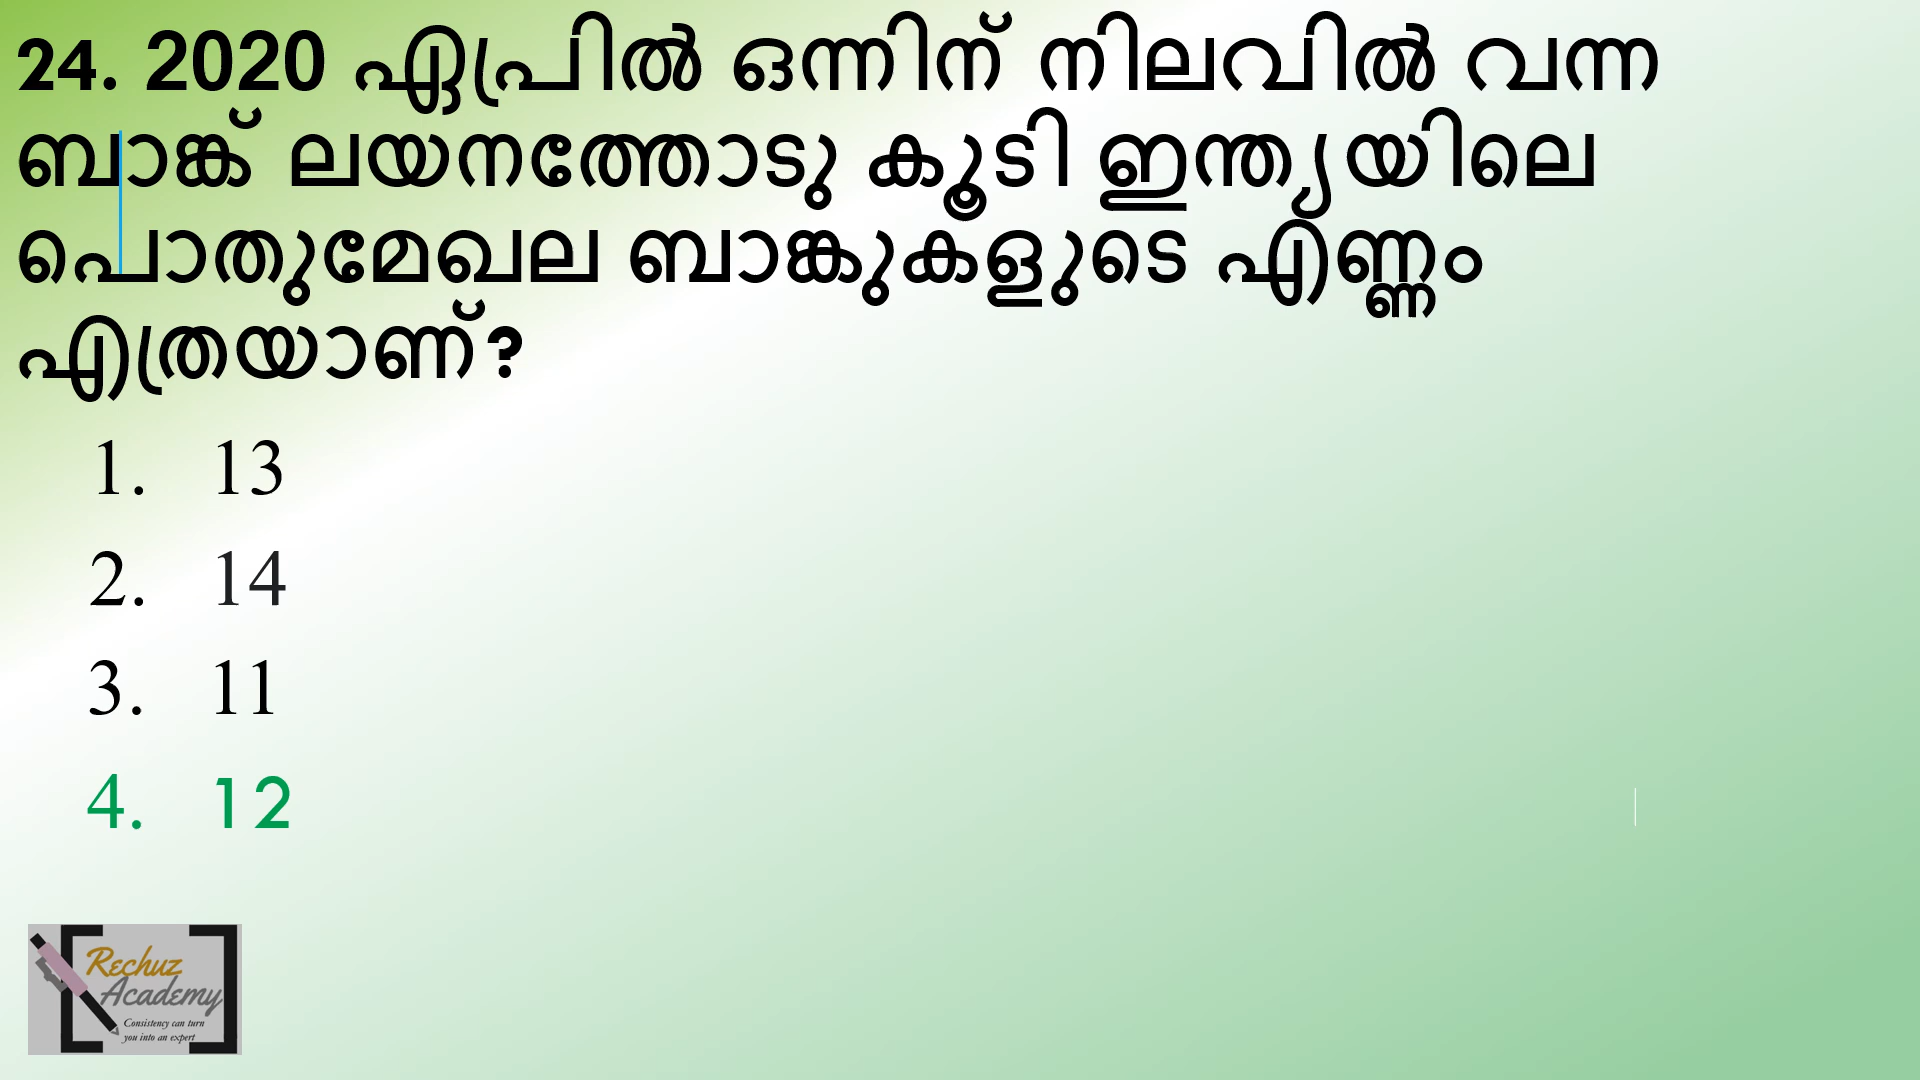 24. 2020 ഏപ്രിൽ ഒന്നിന് നിലവിൽ വന്ന
ബാങ്ക് ലയനത്തോടു കൂടി ഇന്ത്യയിലെ
പൊതുമേഖല ബാങ്കുകളുടെ എണ്ണം
എത്രയാണ്?
1. 13
2. 14
3. 11
4. 12
Rechuz
Academy
Consistency can turn
you into an expert